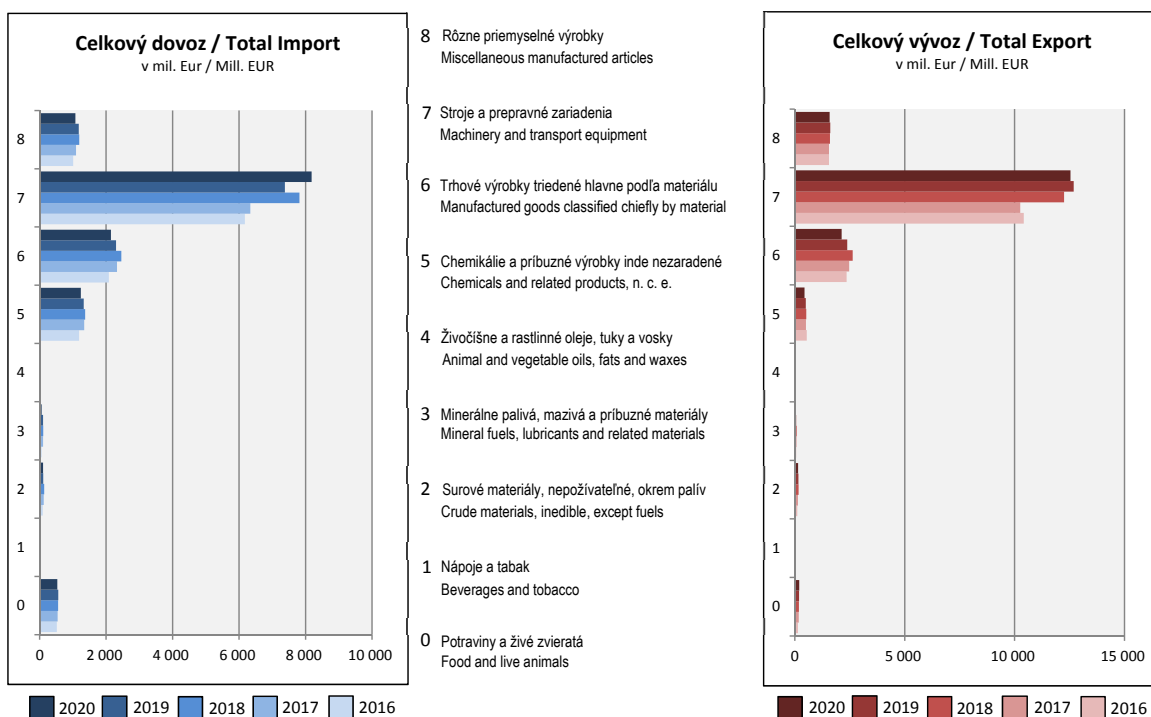 Celkový dovoz / Total Import
v mil. Eur / Mill. EUR
8
7
6
5
4
3
2
1
0
0 2 000 4 000 6 000 8 000 10 000
2020 2019 2018 2017 2016
8 Rôzne priemyselné výrobky
Miscellaneous manufactured articles
7 Stroje a prepravné zariadenia
Machinery and transport equipment
6 Trhové výrobky triedené hlavne podľa materiálu
Manufactured goods classified chiefly by material
5 Chemikálie a príbuzné výrobky inde nezaradené
Chemicals and related products, n. c. e.
4 Živočíšne a rastlinné oleje, tuky a vosky
Animal and vegetable oils, fats and waxes
3 Minerálne palivá, mazivá a príbuzné materiály
Mineral fuels, lubricants and related materials
2 Surové materiály, nepožívateľné, okrem palív
Crude materials, inedible, except fuels
1 Nápoje a tabak
Beverages and tobacco
0 Potraviny a živé zvieratá
Food and live animals
Celkový vývoz / Total Export
v mil. Eur / Mill. EUR
8
7
6
5
4
3
2
1
0
0 5 000 10 000 15 000
2020 2019 2018 2017 2016